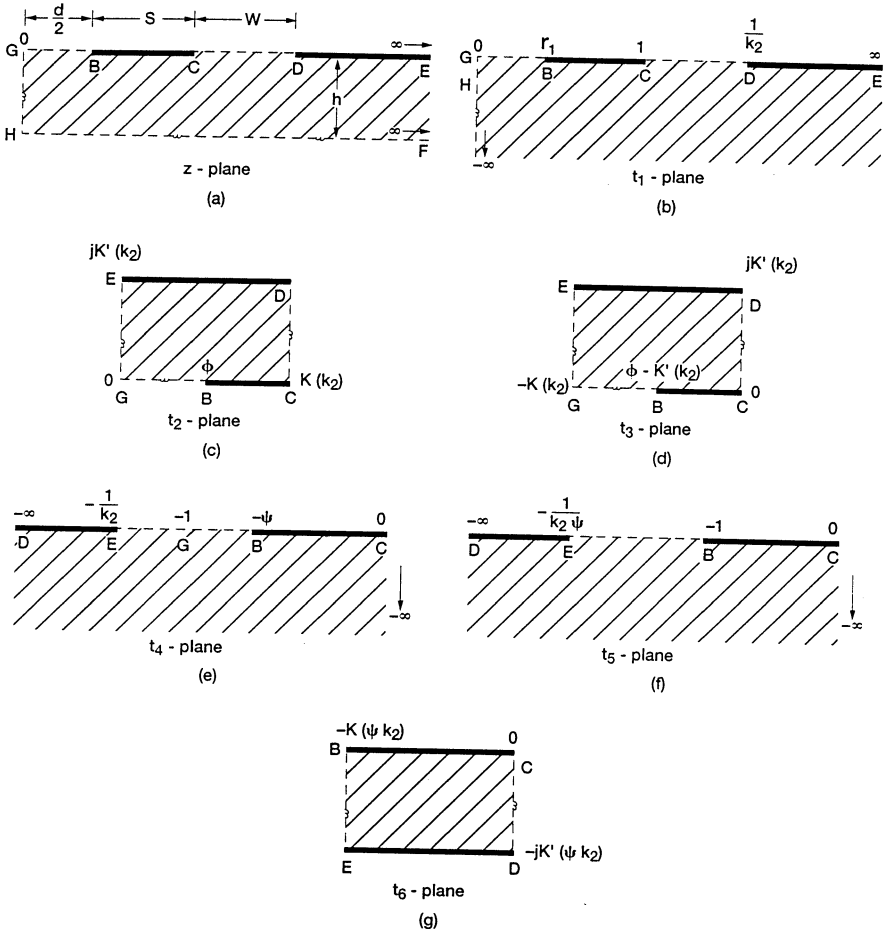 d/2 S W
G 0 B C D ∞ E
h
H ∞ F
z - plane
(a)
0 r₁ 1 1/k₂ ∞
G B C D E
H
-∞
t₁ - plane
(b)
jK' (k₂)
E D
0 ϕ K (k₂)
G B C
t₂ - plane
(c)
jK' (k₂)
E D
-K (k₂) ϕ - K' (k₂) 0
G B C
t₃ - plane
(d)
-∞ -1/k₂ -1 -ψ 0
D E G B C
-∞
t₄ - plane
(e)
-∞ -1/k₂ ψ -1 0
D E B C
-∞
t₅ - plane
(f)
-K (ψ k₂) 0
B C
-jK' (ψ k₂)
E D
t₆ - plane
(g)